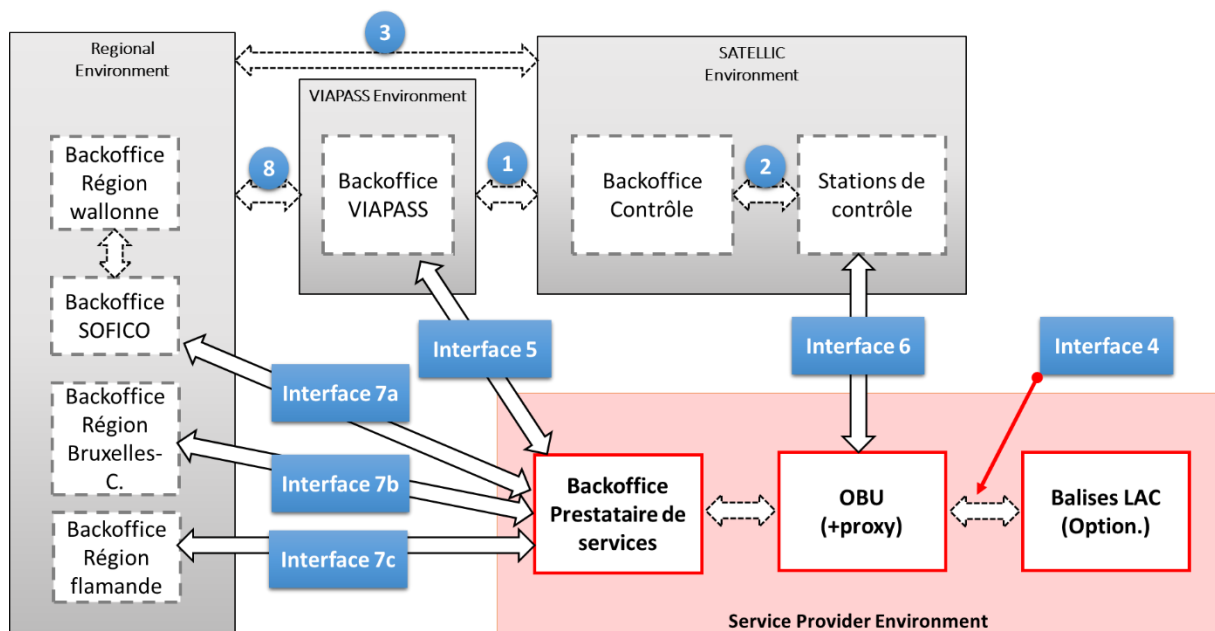 Regional
Environment
3
SATELLIC
Environment
VIAPASS Environment
Backoffice
Région
wallonne
8
Backoffice
VIAPASS
1
Backoffice
Contrôle
2
Stations de
contrôle
Backoffice
SOFICO
Interface 5
Interface 6
Interface 4
Interface 7a
Backoffice
Région
Bruxelles-
C.
Interface 7b
Backoffice
Prestataire de
services
OBU
(+proxy)
Balises LAC
(Option.)
Backoffice
Région
flamande
Interface 7c
Service Provider Environment